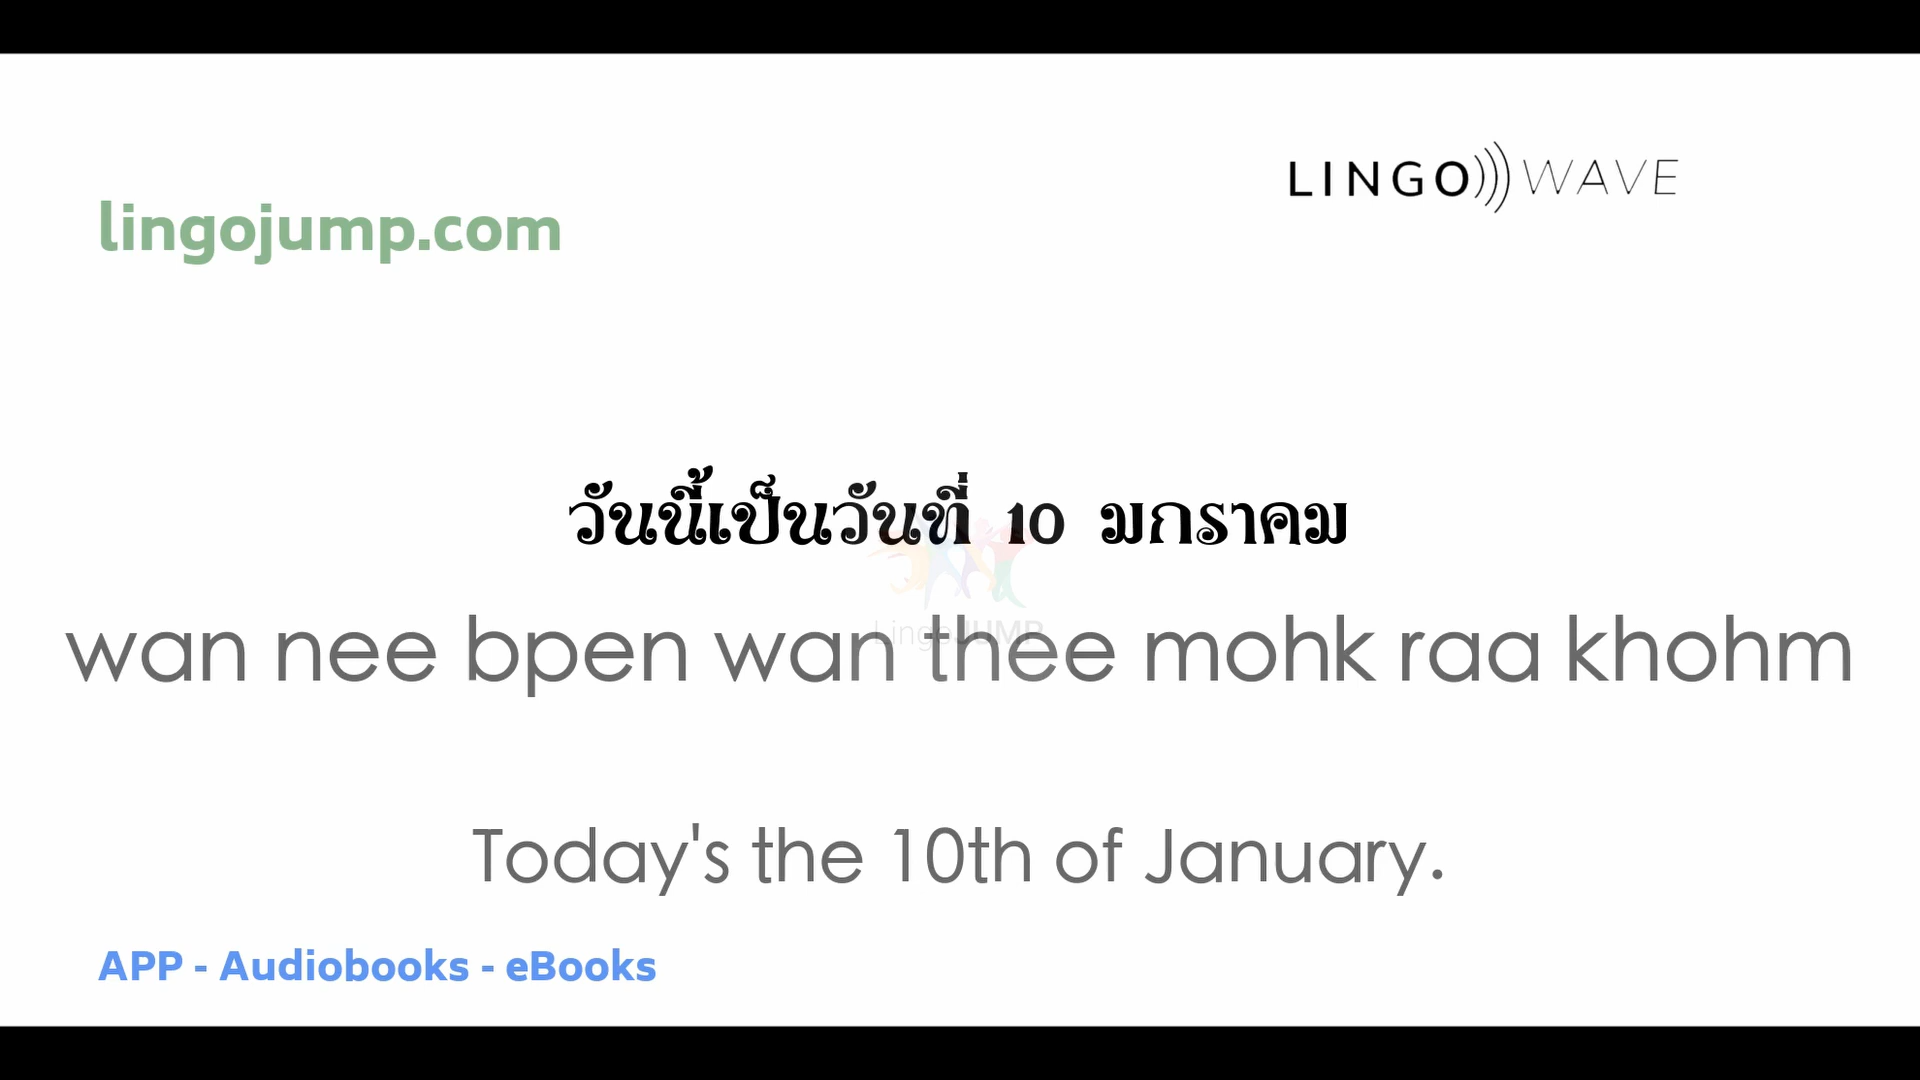 LINGO WAVE
lingojump.com
วันนี้เป็นวันที่ 10 มกราคม
wan nee bpen wan thee mohk raa khohm
LingoJUMP
Today's the 10th of January.
APP - Audiobooks - eBooks